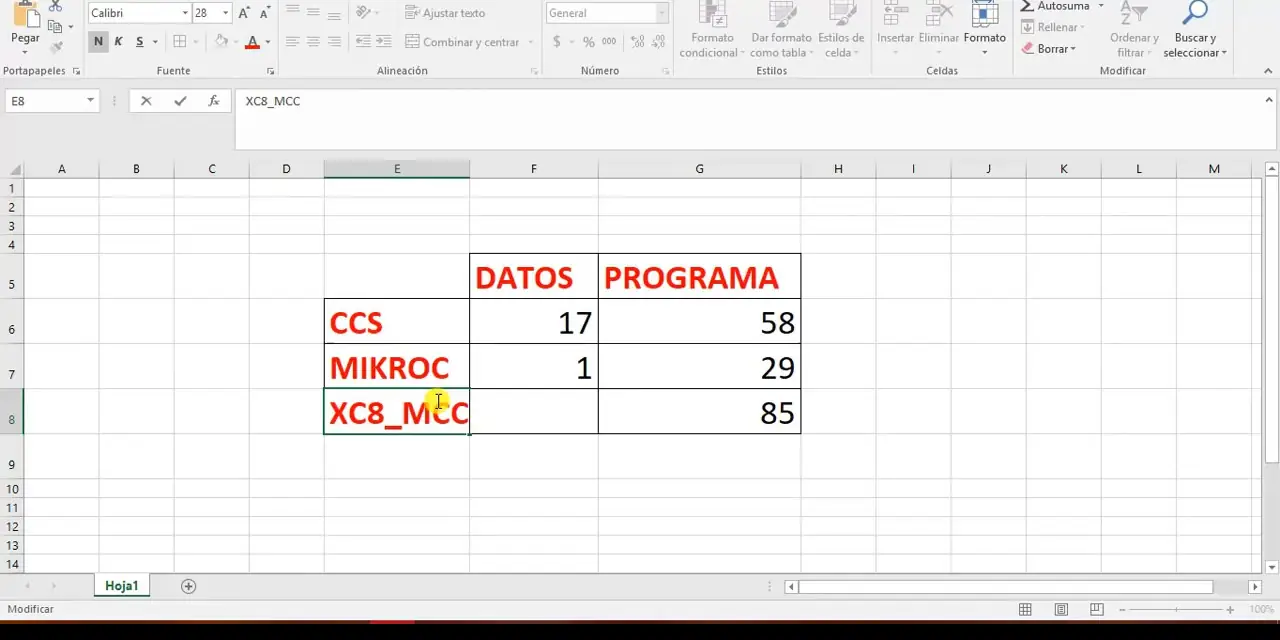 Calibri 28 A A Ajustar texto General Autosuma
Pegar Rellenar
N K S A Combinar y centrar $ % 000 Formato Dar formato Estilos de Insertar Eliminar Formato Borrar Ordenar y Buscar y
condicional como tabla celda filtrar seleccionar
Portapapeles Fuente Alineación Número Estilos Celdas Modificar
E8 fx XC8_MCC
A B C D E F G H I J K L M
1
2
3
4
5 DATOS PROGRAMA
6 CCS 17 58
7 MIKROC 1 29
8 XC8_MCC 85
9
10
11
12
13
14
Hoja1
Modificar 100%